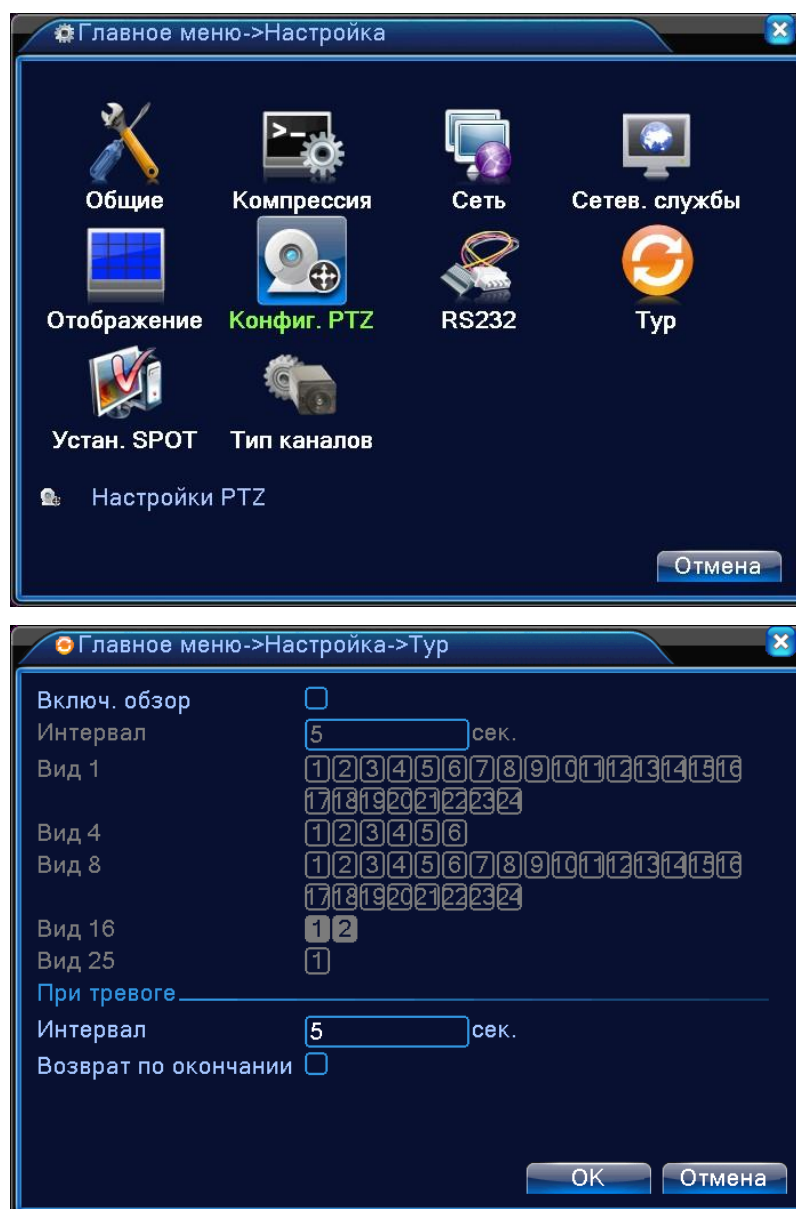 Главное меню->Настройка
Общие Компрессия Сеть Сетев. службы
Отображение Конфиг. PTZ RS232 Тур
Устан. SPOT Тип каналов
Настройки PTZ
Отмена
Главное меню->Настройка->Тур
Включ. обзор
Интервал 5 сек.
Вид 1 1 2 3 4 5 6 7 8 9 10 11 12 13 14 15 16
17 18 19 20 21 22 23 24
Вид 4 1 2 3 4 5 6
Вид 8 1 2 3 4 5 6 7 8 9 10 11 12 13 14 15 16
17 18 19 20 21 22 23 24
Вид 16 1 2
Вид 25 1
При тревоге
Интервал 5 сек.
Возврат по окончании
OK Отмена